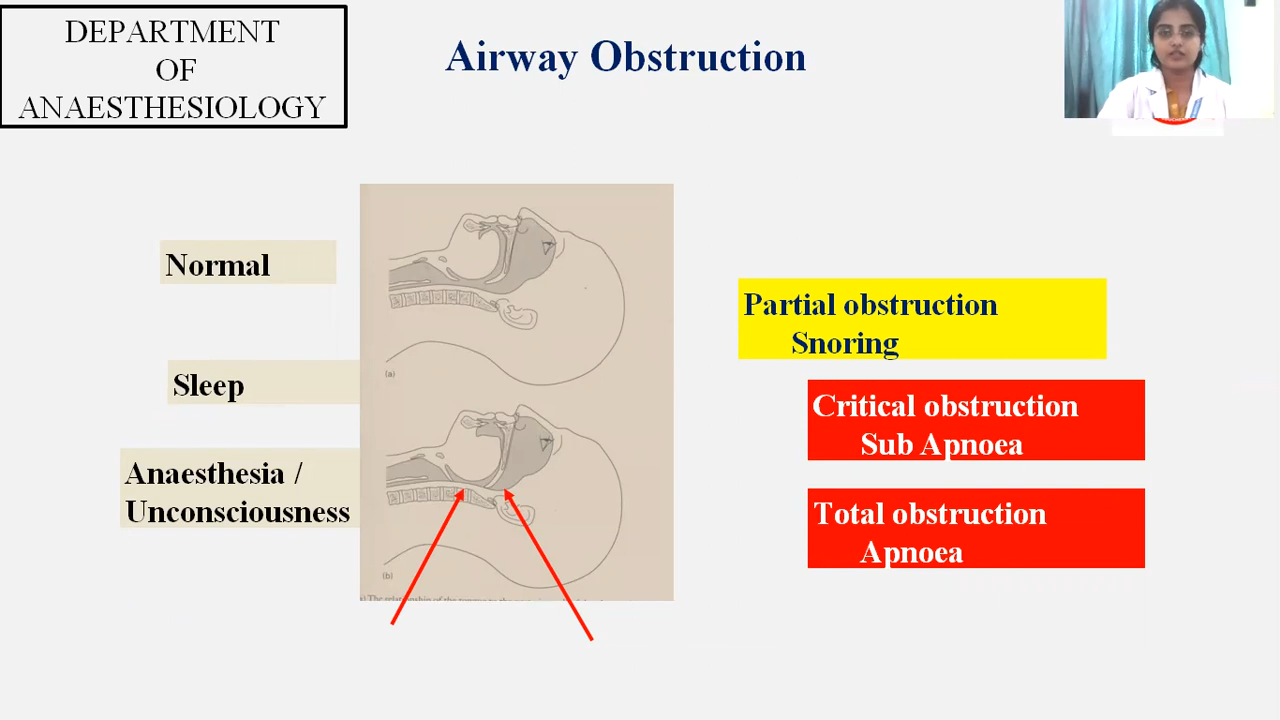 DEPARTMENT
OF
ANAESTHESIOLOGY
Airway Obstruction
Normal
Sleep
Anaesthesia /
Unconsciousness
(a)
(b)
Partial obstruction
Snoring
Critical obstruction
Sub Apnoea
Total obstruction
Apnoea